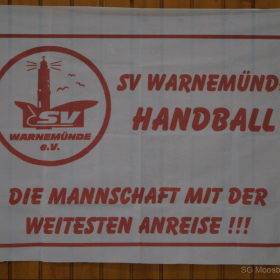 SV WARNEMÜNDE
HANDBALL
SV
WARNEMÜNDE
e.V.
DIE MANNSCHAFT MIT DER
WEITESTEN ANREISE !!!